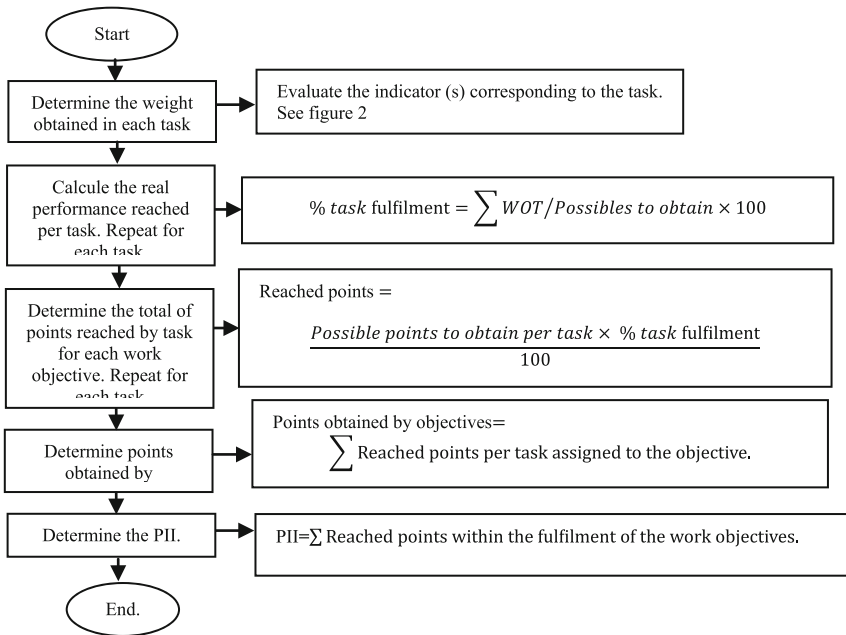 Start
Determine the weight
obtained in each task
Evaluate the indicator (s) corresponding to the task.
See figure 2
Calcule the real
performance reached
per task. Repeat for
each task
% task fulfilment = ∑ WOT/Possibles to obtain × 100
Determine the total of
points reached by task
for each work
objective. Repeat for
each task
Reached points =
Possible points to obtain per task × % task fulfilment
100
Determine points
obtained by
Points obtained by objectives=
∑ Reached points per task assigned to the objective.
Determine the PII.
PII=∑ Reached points within the fulfilment of the work objectives.
End.